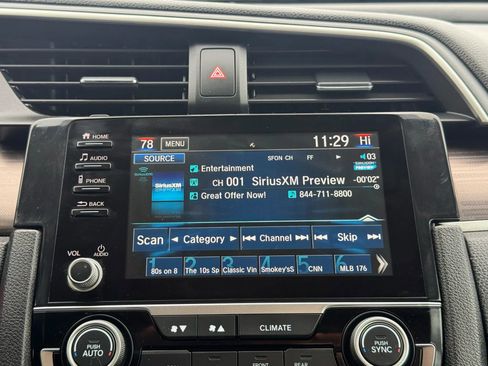 HOME
AUDIO
PHONE
BACK
VOL
AUDIO
78 MENU 11:29 Hi
SOURCE SFON CH FF 03
SiriusXM
Entertainment
CH 001 SiriusXM Preview -00'02"
Great Offer Now! 844-711-8800
Scan Category Channel Skip
1 2 3 4 5 6
80s on 8 The 10s Sp Classic Vin Smokey'sS CNN MLB 176
PUSH AUTO
CLIMATE
PUSH SYNC
FRONT
REAR